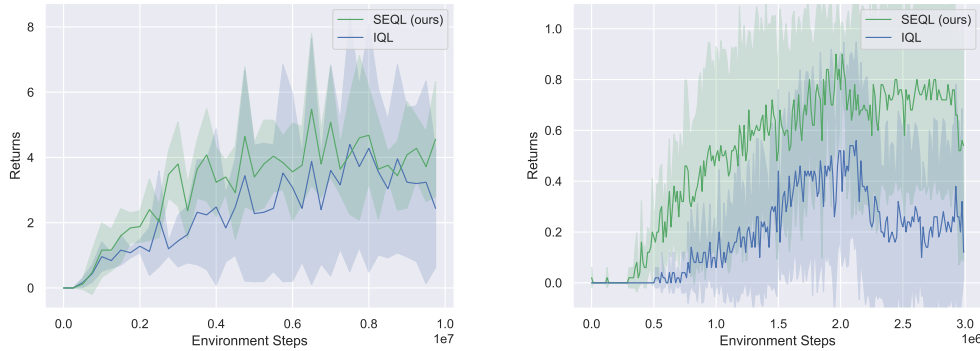 SEQL (ours)
IQL
Returns
8
6
4
2
0
0.0 0.2 0.4 0.6 0.8 1.0
1e7
Environment Steps
SEQL (ours)
IQL
Returns
1.0
0.8
0.6
0.4
0.2
0.0
0.0 0.5 1.0 1.5 2.0 2.5 3.0
Environment Steps